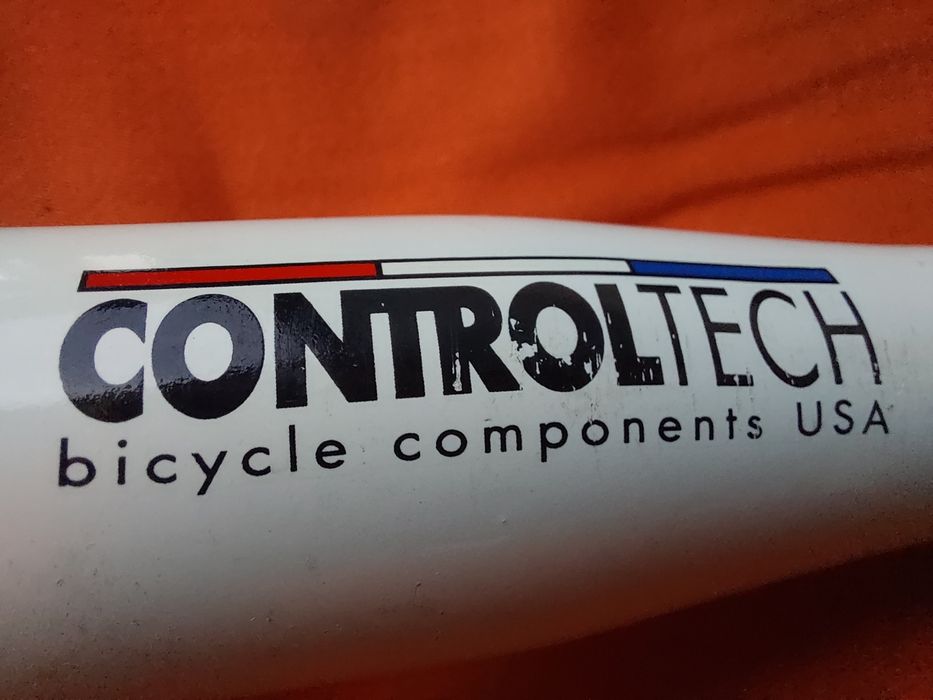 CONTROLTECH
bicycle components USA